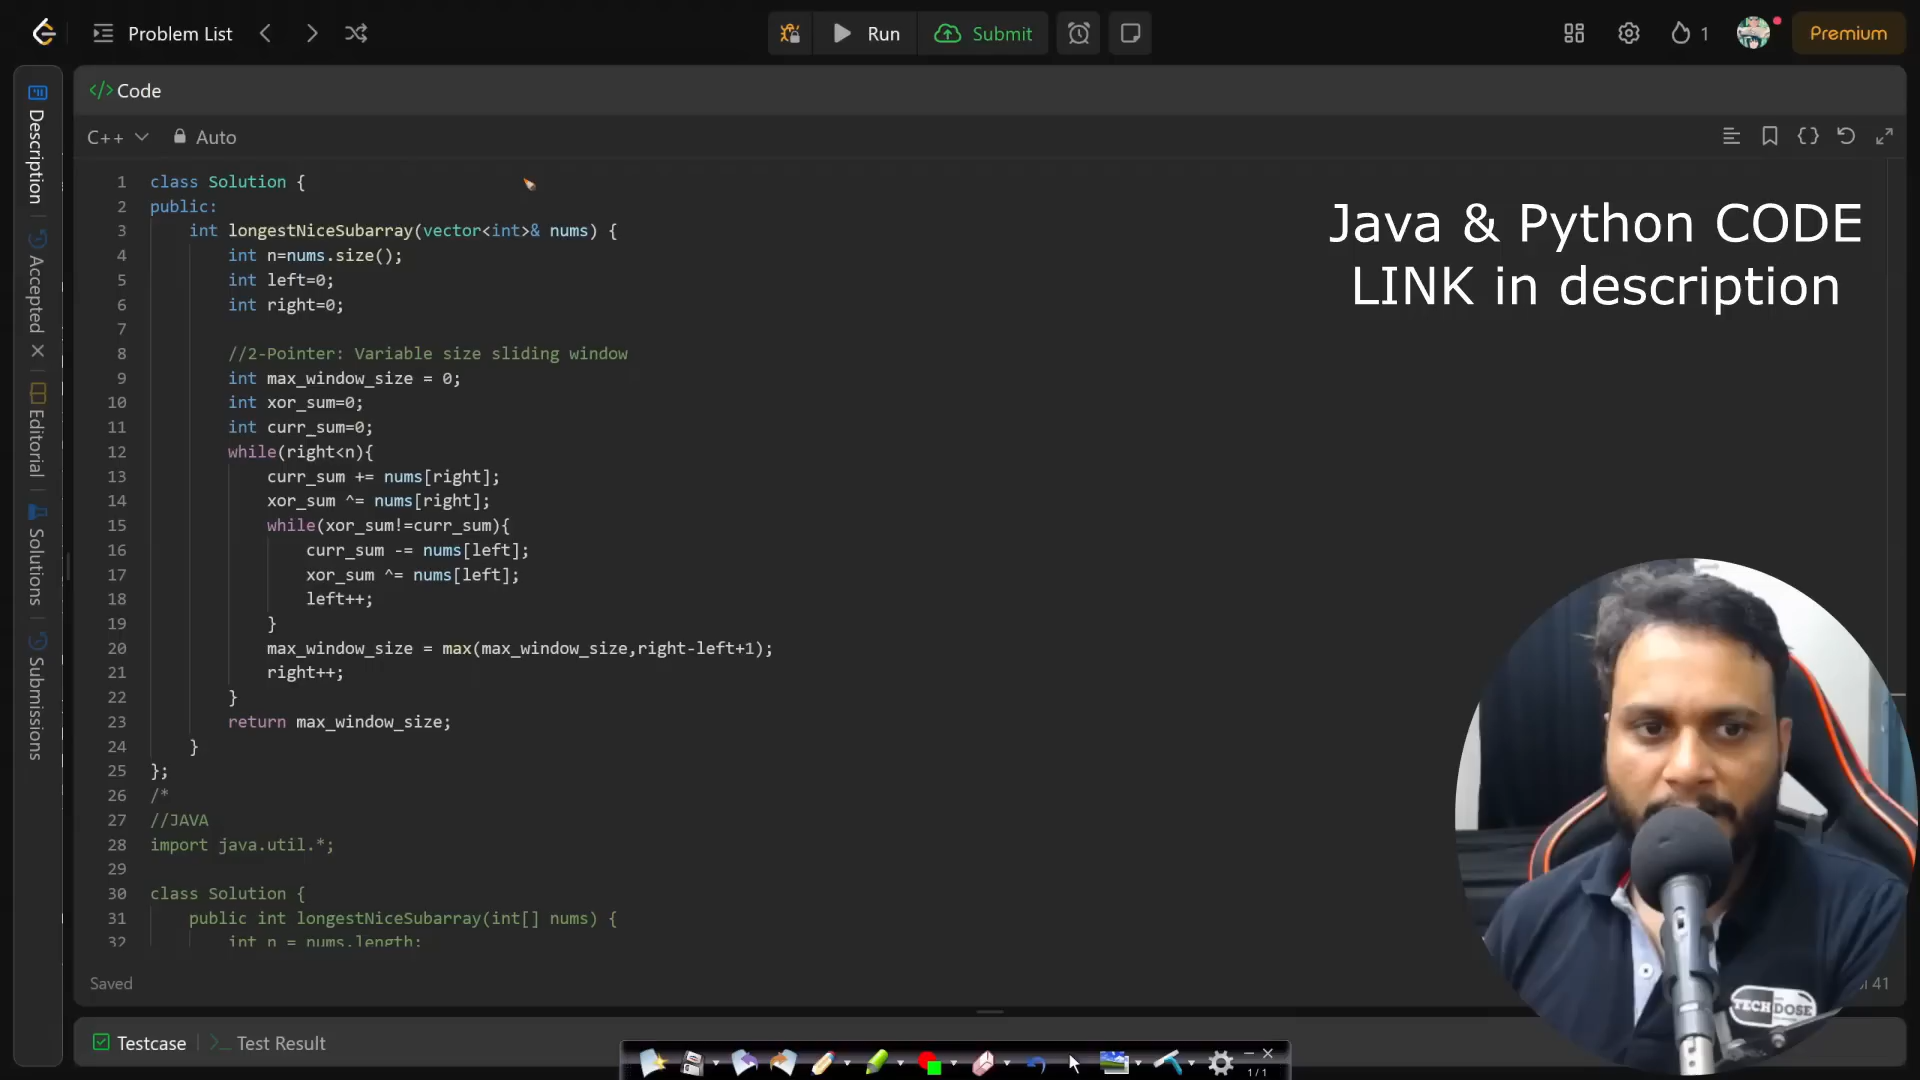 Problem List
Run
Submit
1
Premium
</> Code
C++
Auto
Description
Accepted
Editorial
Solutions
Submissions
1 class Solution {
2 public:
3 int longestNiceSubarray(vector<int>& nums) {
4 int n=nums.size();
5 int left=0;
6 int right=0;
7
8 //2-Pointer: Variable size sliding window
9 int max_window_size = 0;
10 int xor_sum=0;
11 int curr_sum=0;
12 while(right<n){
13 curr_sum += nums[right];
14 xor_sum ^= nums[right];
15 while(xor_sum!=curr_sum){
16 curr_sum -= nums[left];
17 xor_sum ^= nums[left];
18 left++;
19 }
20 max_window_size = max(max_window_size,right-left+1);
21 right++;
22 }
23 return max_window_size;
24 }
25 };
26 /*
27 //JAVA
28 import java.util.*;
29
30 class Solution {
31 public int longestNiceSubarray(int[] nums) {
32 int n = nums.length;
Java & Python CODE
LINK in description
TECH DOSE
Saved
41
Testcase
Test Result
1/1